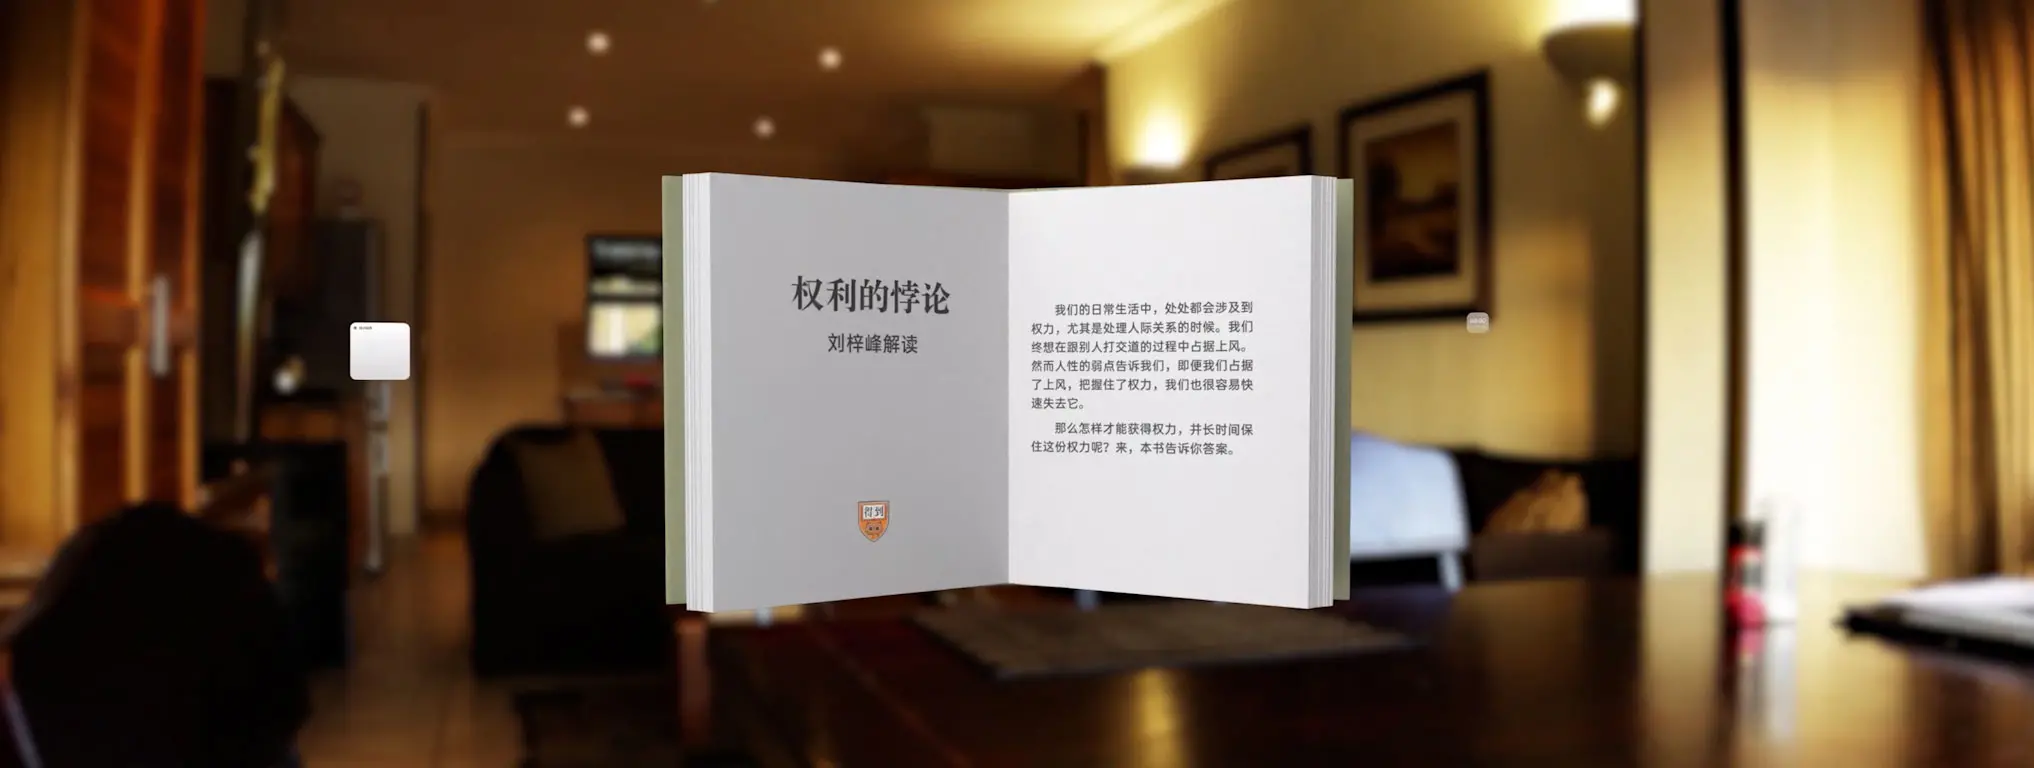 权利的悖论
刘梓峰解读
得到
我们的日常生活中，处处都会涉及到
权力，尤其是处理人际关系的时候。我们
终想在跟别人打交道的过程中占据上风。
然而人性的弱点告诉我们，即便我们占据
了上风，把握住了权力，我们也很容易快
速失去它。
那么怎样才能获得权力，并长时间保
住这份权力呢？来，本书告诉你答案。